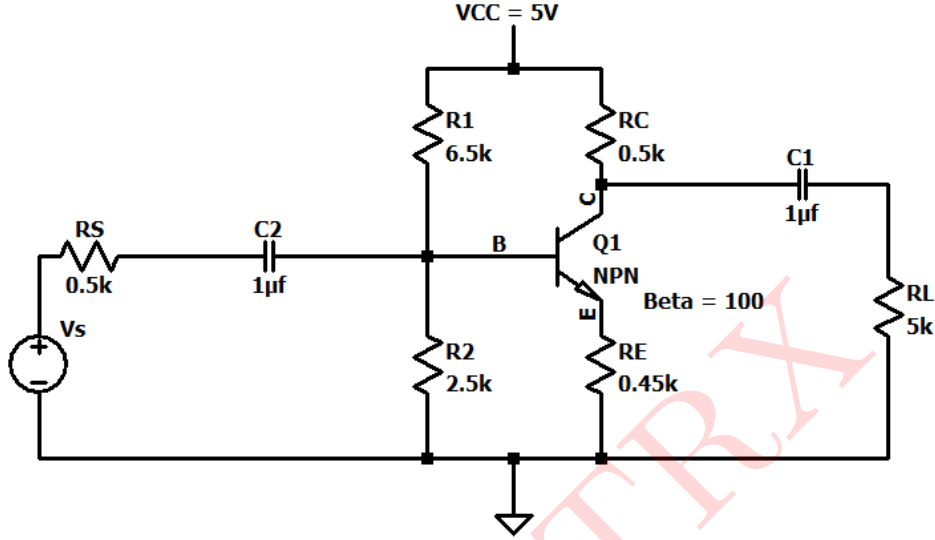 VCC = 5V
R1
6.5k
RC
0.5k
C1
1µf
C
RS
0.5k
C2
1µf
B
Q1
NPN
E
Beta = 100
RL
5k
Vs
R2
2.5k
RE
0.45k
TRX